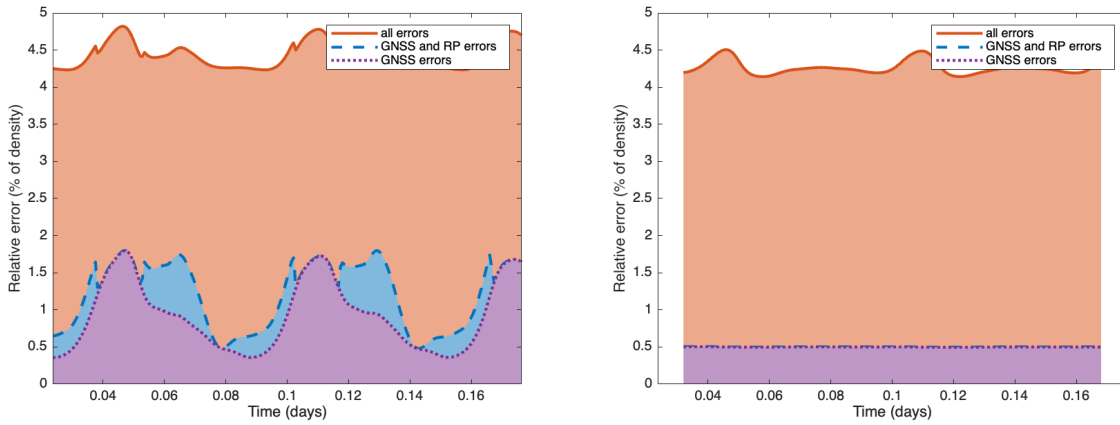 5
4.5
4
3.5
3
2.5
2
1.5
1
0.5
0
Relative error (% of density)
all errors
GNSS and RP errors
GNSS errors
0.04 0.06 0.08 0.1 0.12 0.14 0.16
Time (days)
5
4.5
4
3.5
3
2.5
2
1.5
1
0.5
0
Relative error (% of density)
all errors
GNSS and RP errors
GNSS errors
0.04 0.06 0.08 0.1 0.12 0.14 0.16
Time (days)